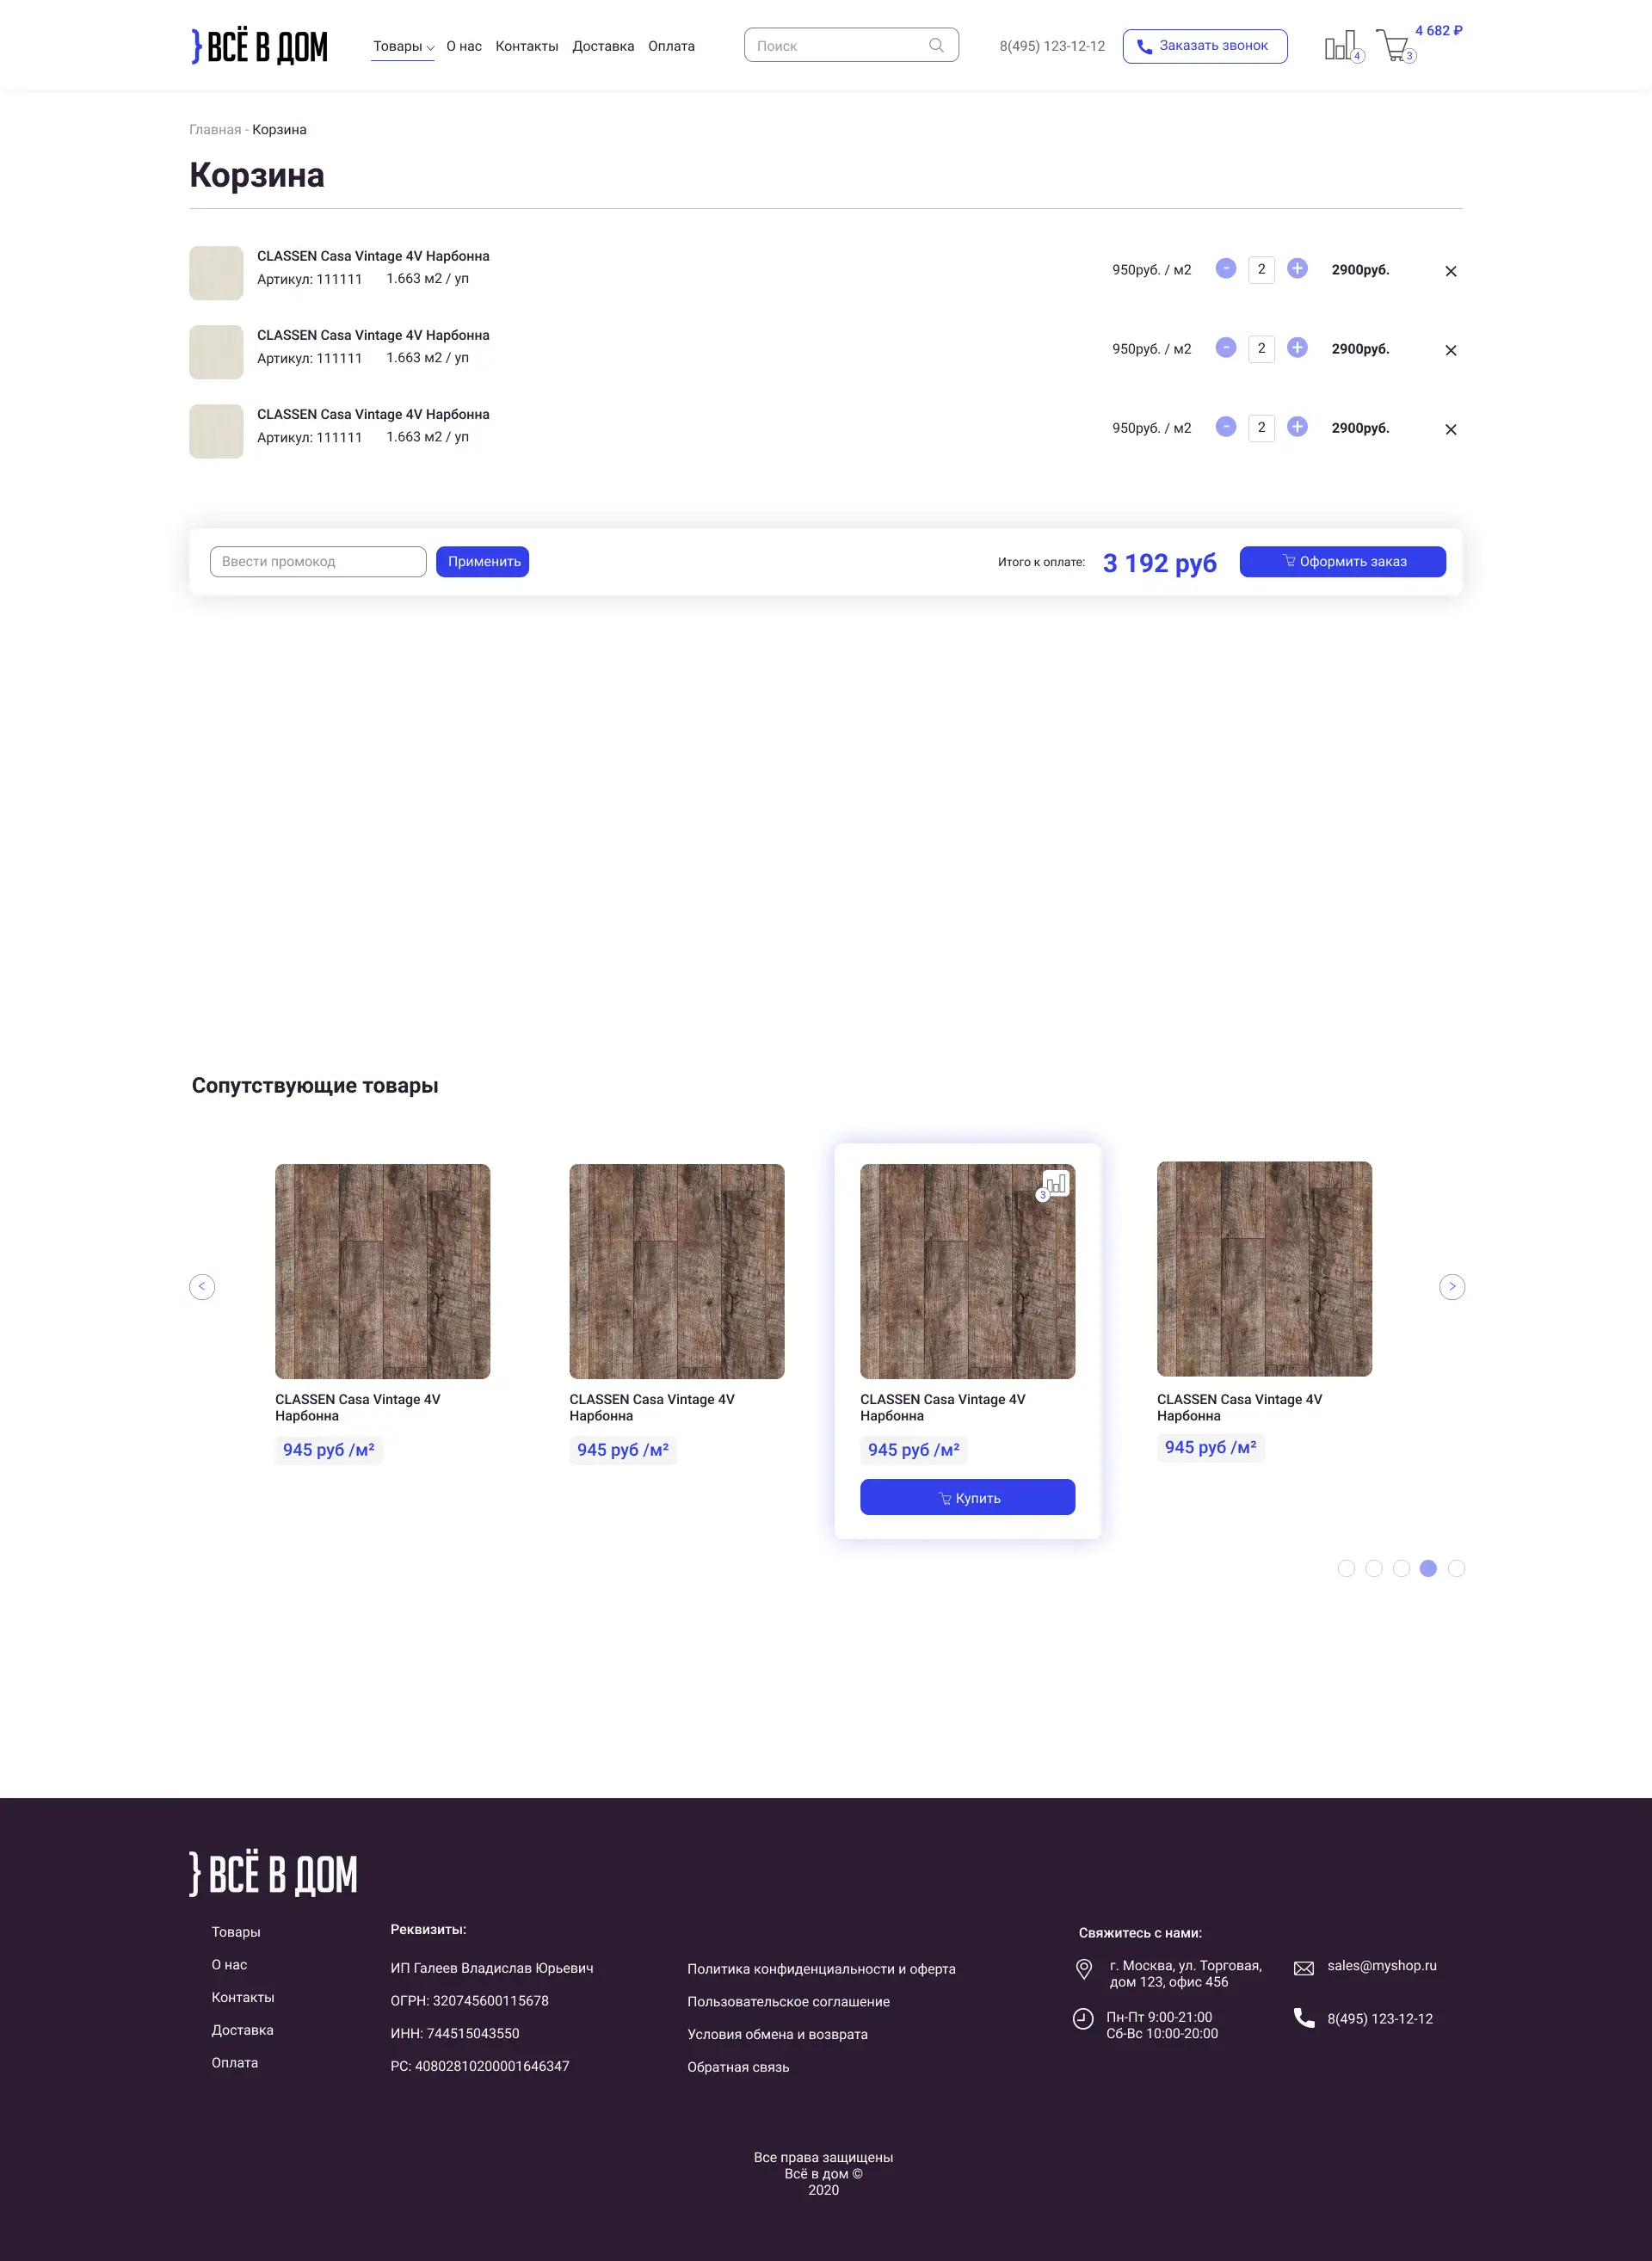 } ВСЁ В ДОМ
Товары О нас Контакты Доставка Оплата
Поиск
8(495) 123-12-12
Заказать звонок
4
3
4 682 ₽
Главная - Корзина
Корзина
CLASSEN Casa Vintage 4V Нарбонна
Артикул: 111111 1.663 м2 / уп
950руб. / м2 - 2 + 2900руб. ×
CLASSEN Casa Vintage 4V Нарбонна
Артикул: 111111 1.663 м2 / уп
950руб. / м2 - 2 + 2900руб. ×
CLASSEN Casa Vintage 4V Нарбонна
Артикул: 111111 1.663 м2 / уп
950руб. / м2 - 2 + 2900руб. ×
Ввести промокод
Применить
Итого к оплате: 3 192 руб
Оформить заказ
Сопутствующие товары
<
CLASSEN Casa Vintage 4V
Нарбонна
945 руб /м²
CLASSEN Casa Vintage 4V
Нарбонна
945 руб /м²
3
CLASSEN Casa Vintage 4V
Нарбонна
945 руб /м²
Купить
CLASSEN Casa Vintage 4V
Нарбонна
945 руб /м²
>
} ВСЁ В ДОМ
Товары
О нас
Контакты
Доставка
Оплата
Реквизиты:
ИП Галеев Владислав Юрьевич
ОГРН: 320745600115678
ИНН: 744515043550
РС: 40802810200001646347
Политика конфиденциальности и оферта
Пользовательское соглашение
Условия обмена и возврата
Обратная связь
Свяжитесь с нами:
г. Москва, ул. Торговая,
дом 123, офис 456
Пн-Пт 9:00-21:00
Сб-Вс 10:00-20:00
sales@myshop.ru
8(495) 123-12-12
Все права защищены
Всё в дом ©
2020